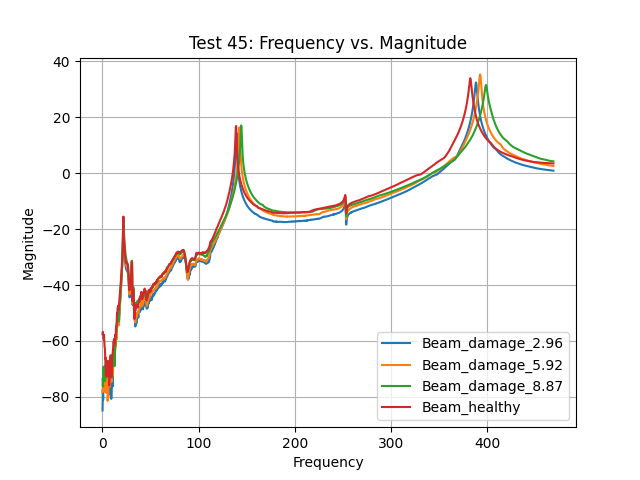 Test 45: Frequency vs. Magnitude
Magnitude
40
20
0
−20
−40
−60
−80
0
100
200
300
400
Frequency
Beam_damage_2.96
Beam_damage_5.92
Beam_damage_8.87
Beam_healthy